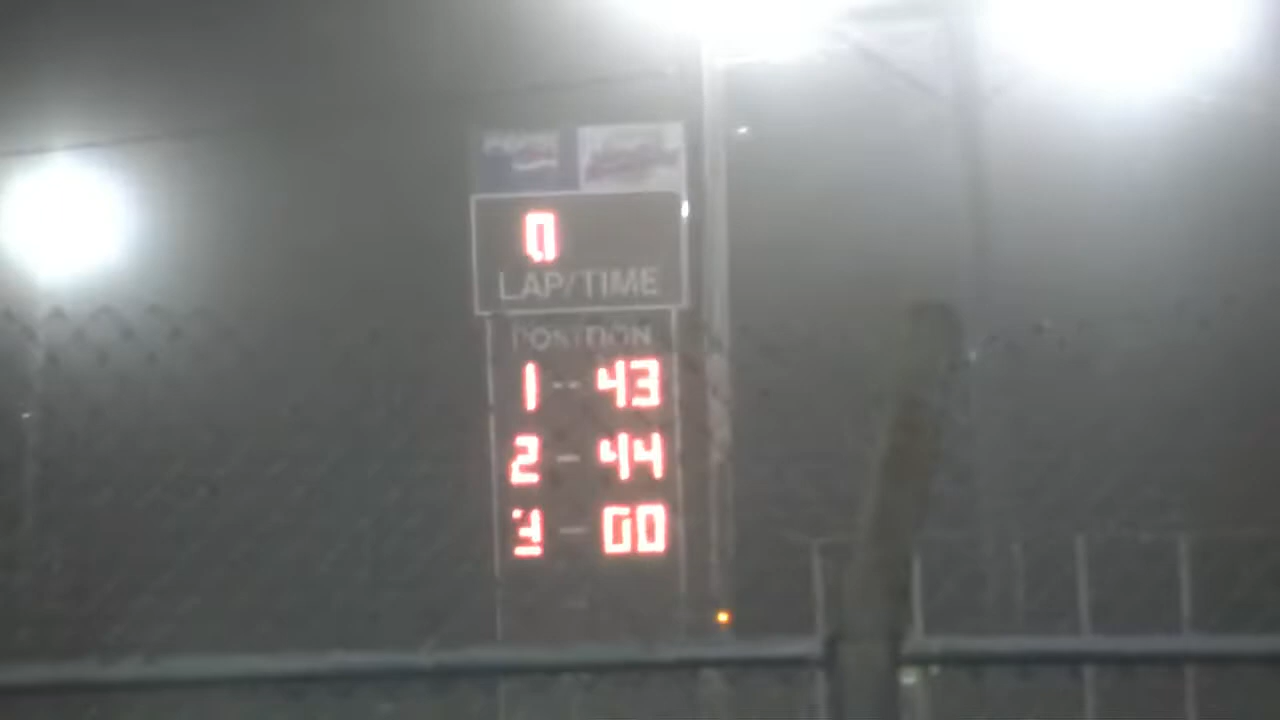 0
LAP/TIME
POSITION
1 -- 43
2 - 44
3 - 00